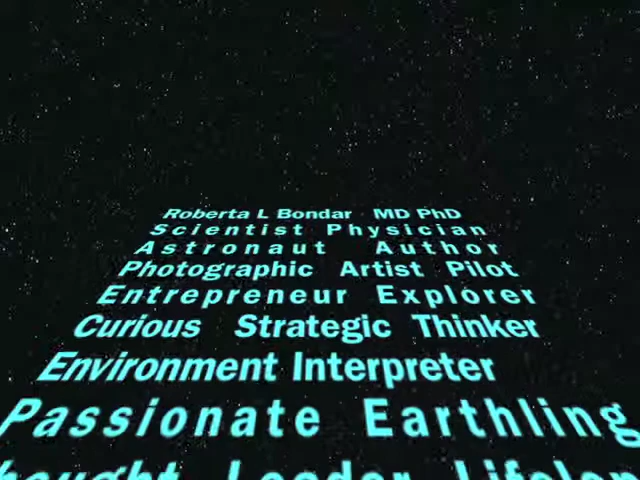 Roberta L Bondar MD PhD
Scientist Physician
Astronaut Author
Photographic Artist Pilot
Entrepreneur Explorer
Curious Strategic Thinker
Environment Interpreter
Passionate Earthling
Leader